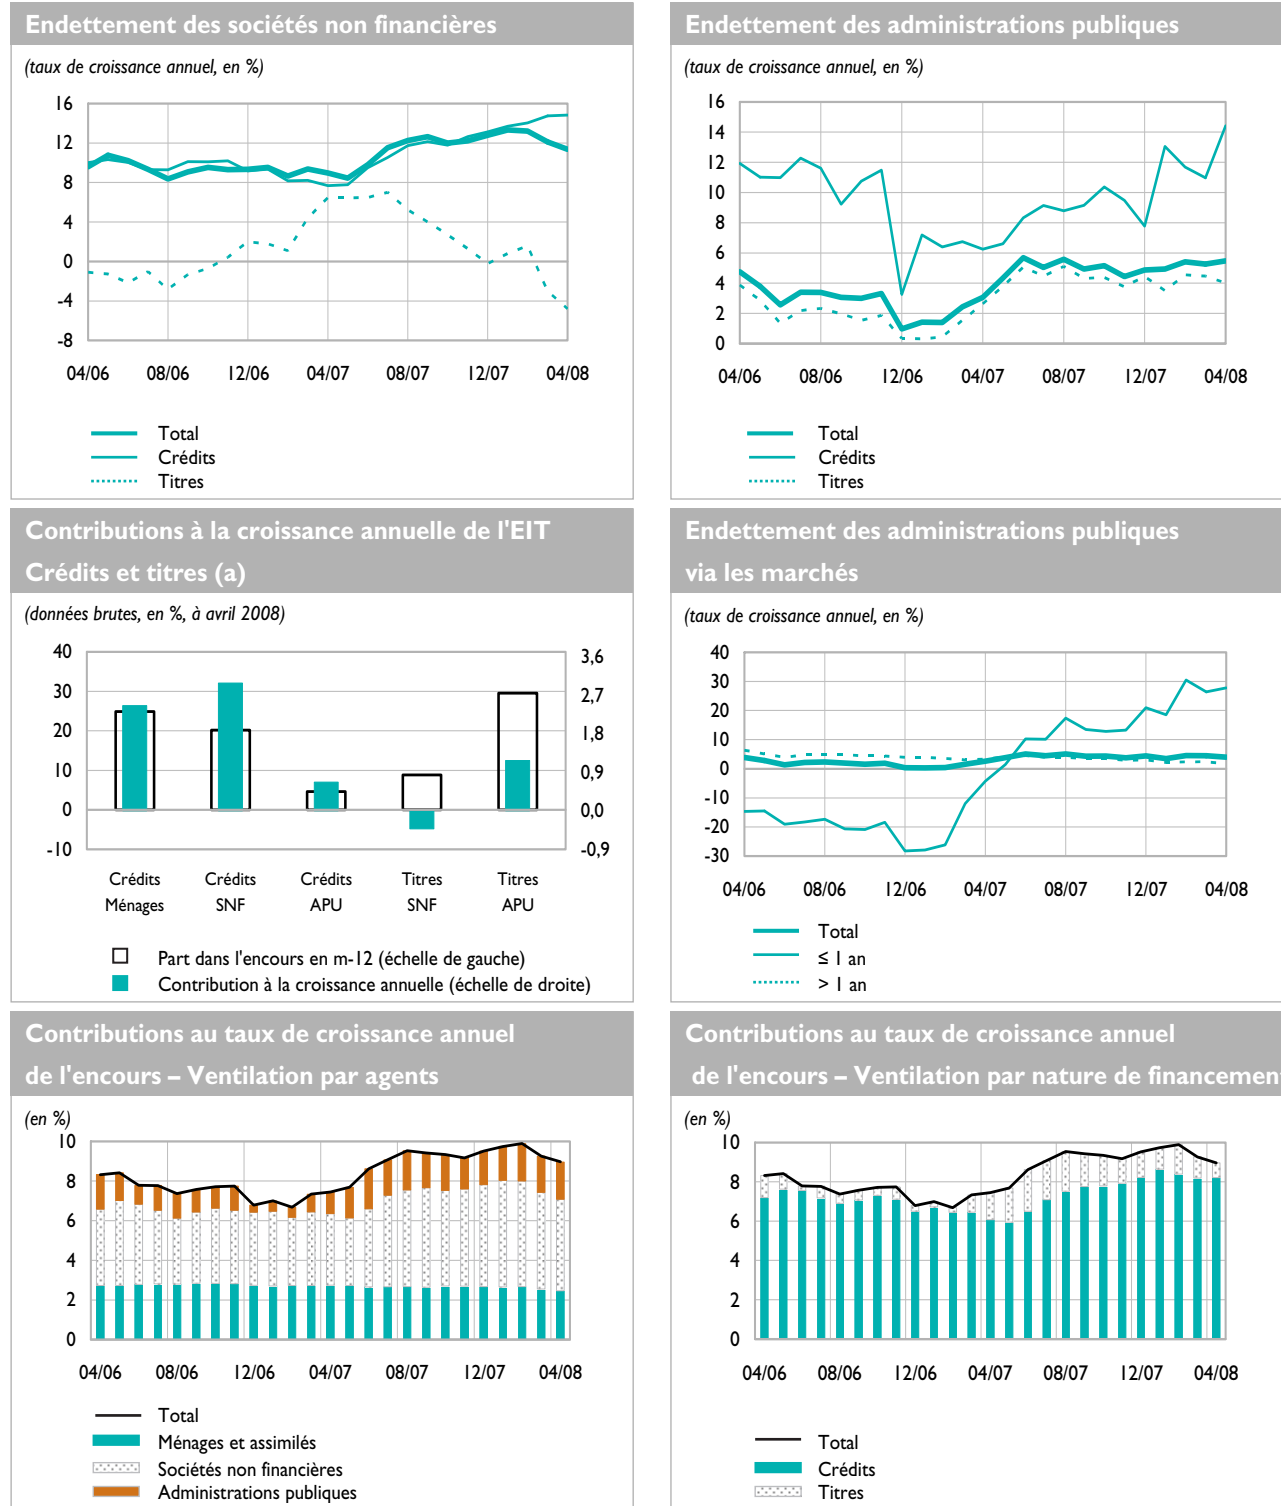 Endettement des sociétés non financières
(taux de croissance annuel, en %)
16
12
8
4
0
-4
-8
04/06 08/06 12/06 04/07 08/07 12/07 04/08
Total
Crédits
Titres
Endettement des administrations publiques
(taux de croissance annuel, en %)
16
14
12
10
8
6
4
2
0
04/06 08/06 12/06 04/07 08/07 12/07 04/08
Total
Crédits
Titres
Contributions à la croissance annuelle de l'EIT
Crédits et titres (a)
(données brutes, en %, à avril 2008)
40 3,6
30 2,7
20 1,8
10 0,9
0 0,0
-10 -0,9
Crédits Crédits Crédits Titres Titres
Ménages SNF APU SNF APU
Part dans l'encours en m-12 (échelle de gauche)
Contribution à la croissance annuelle (échelle de droite)
Endettement des administrations publiques
via les marchés
(taux de croissance annuel, en %)
40
30
20
10
0
-10
-20
-30
04/06 08/06 12/06 04/07 08/07 12/07 04/08
Total
≤ 1 an
> 1 an
Contributions au taux de croissance annuel
de l'encours – Ventilation par agents
(en %)
10
8
6
4
2
0
04/06 08/06 12/06 04/07 08/07 12/07 04/08
Total
Ménages et assimilés
Sociétés non financières
Administrations publiques
Contributions au taux de croissance annuel
de l'encours – Ventilation par nature de financemen
(en %)
10
8
6
4
2
0
04/06 08/06 12/06 04/07 08/07 12/07 04/08
Total
Crédits
Titres